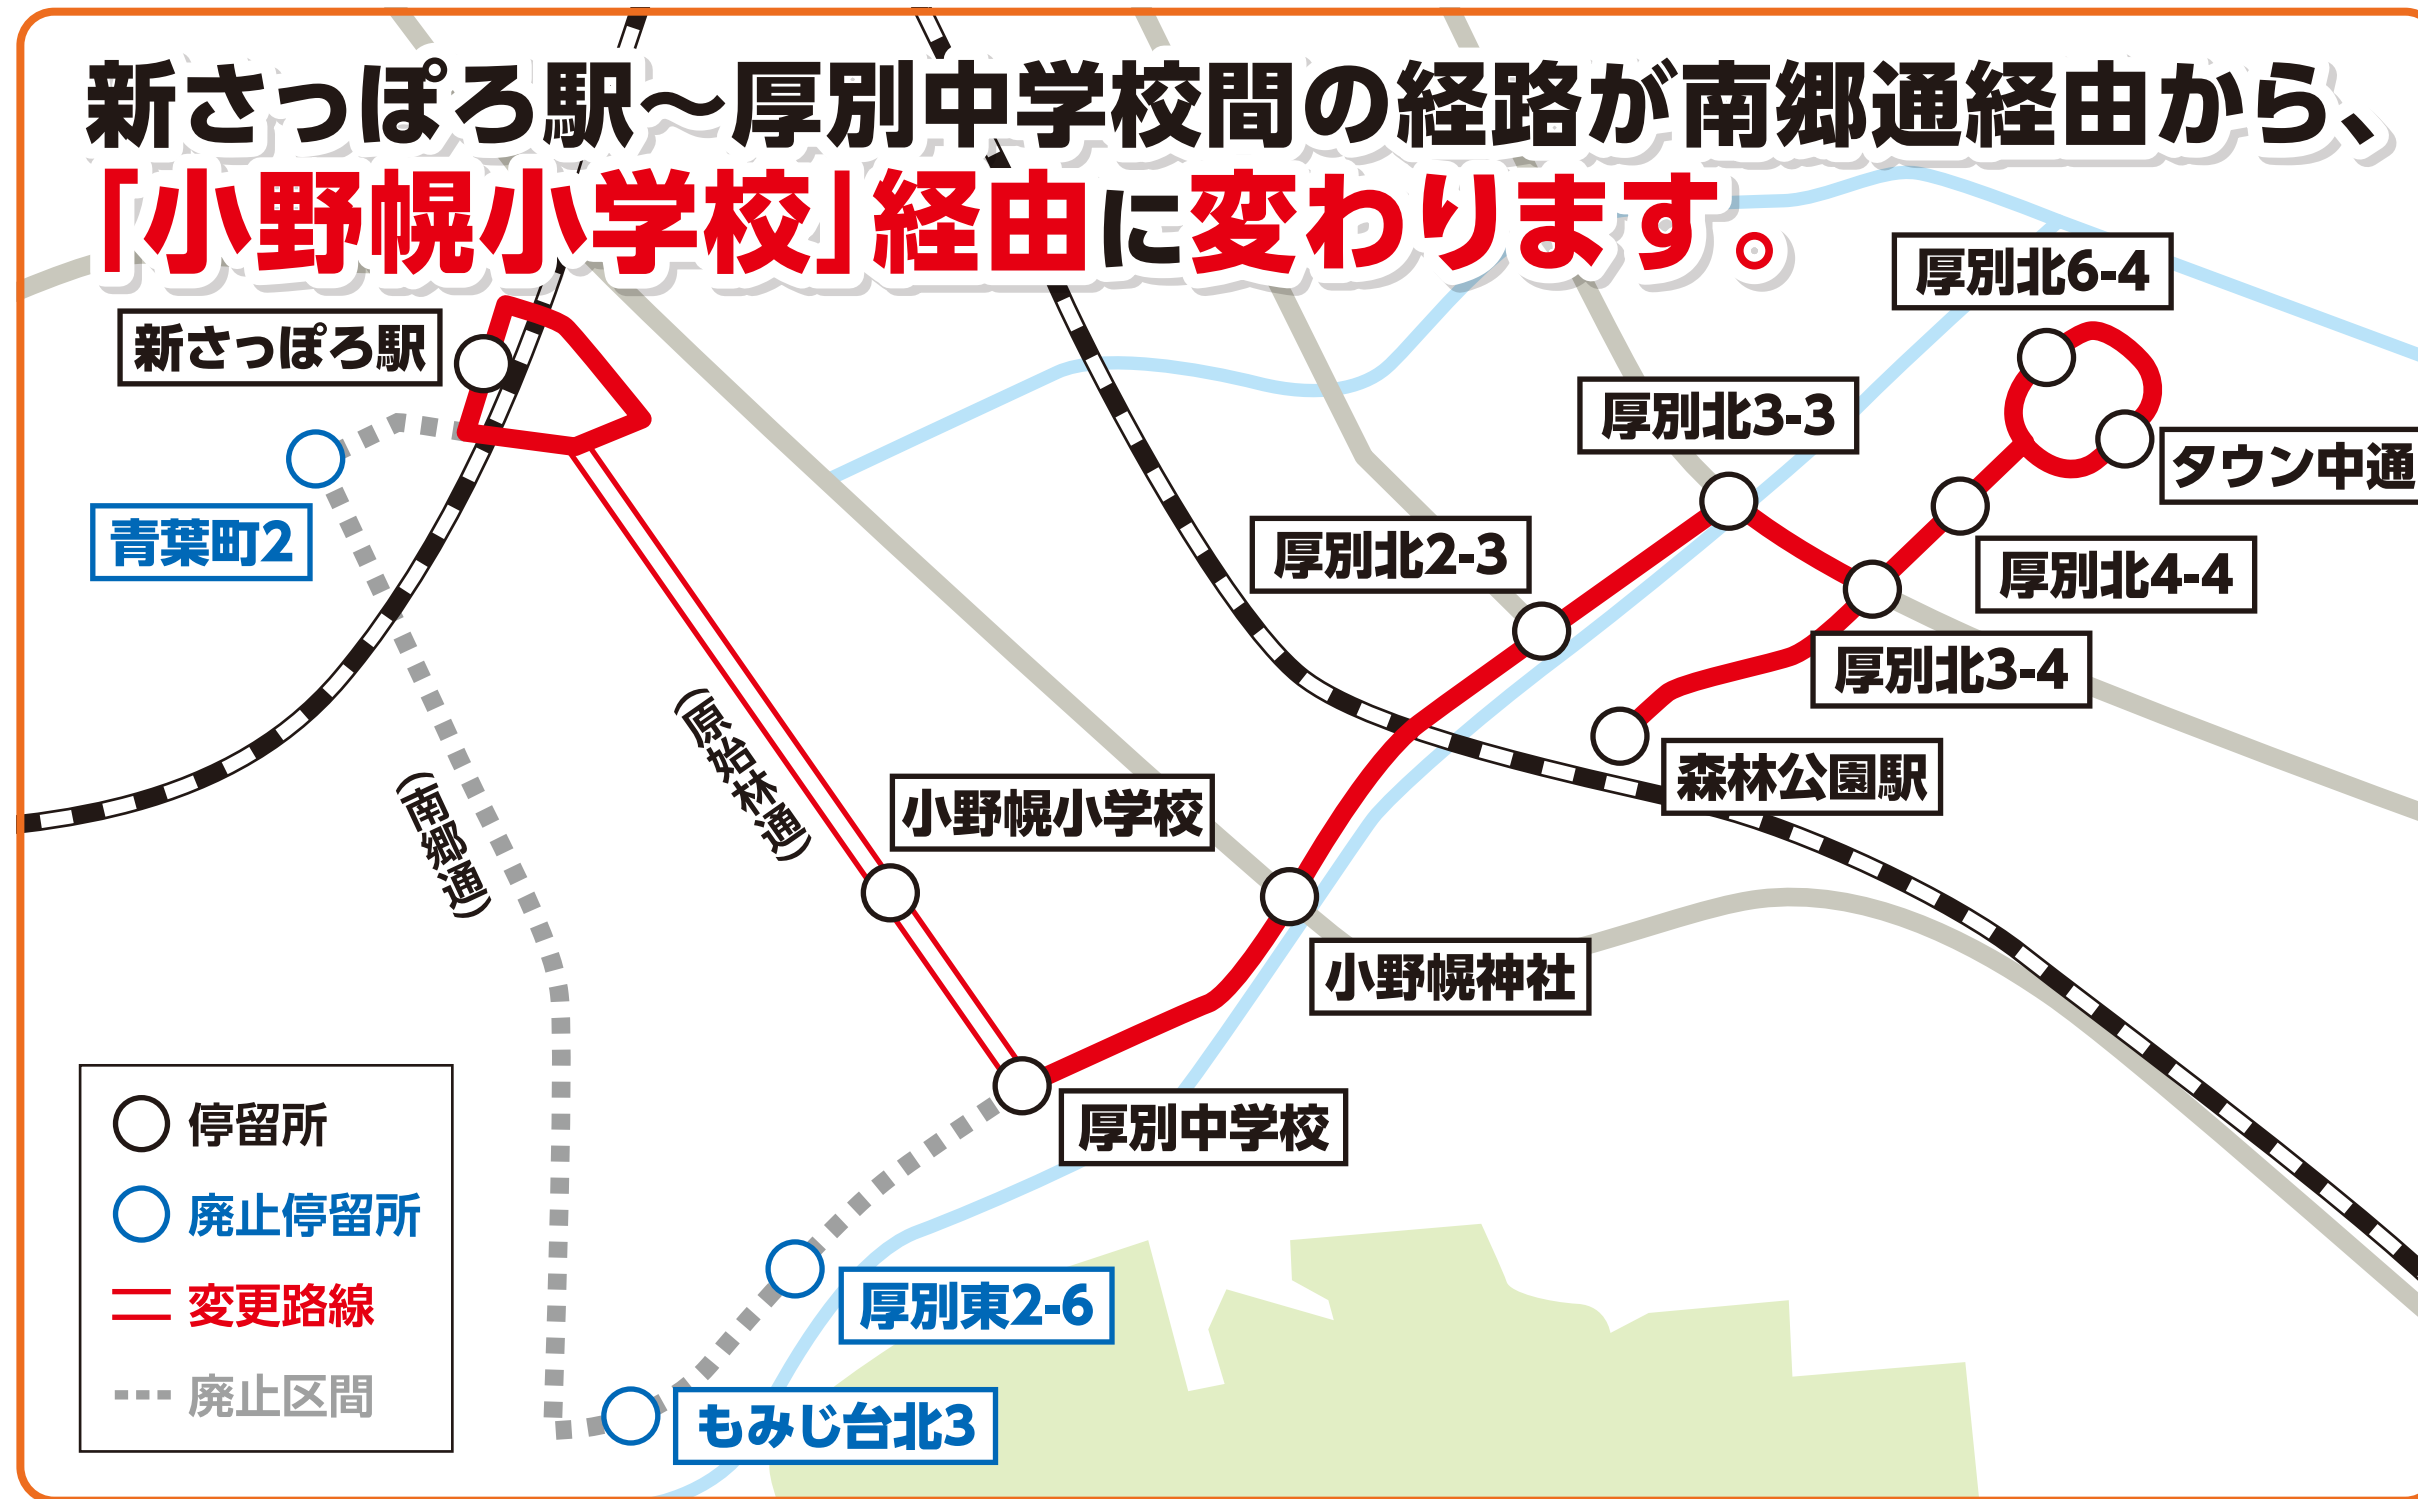 新さっぽろ駅～厚別中学校間の経路が南郷通経由から、
「小野幌小学校」経由に変わります。
厚別北6-4
新さっぽろ駅
厚別北3-3
タウン中通
青葉町2
厚別北2-3
厚別北4-4
厚別北3-4
(原始林通)
森林公園駅
(南郷通)
小野幌小学校
小野幌神社
厚別中学校
停留所
廃止停留所
変更路線
廃止区間
厚別東2-6
もみじ台北3